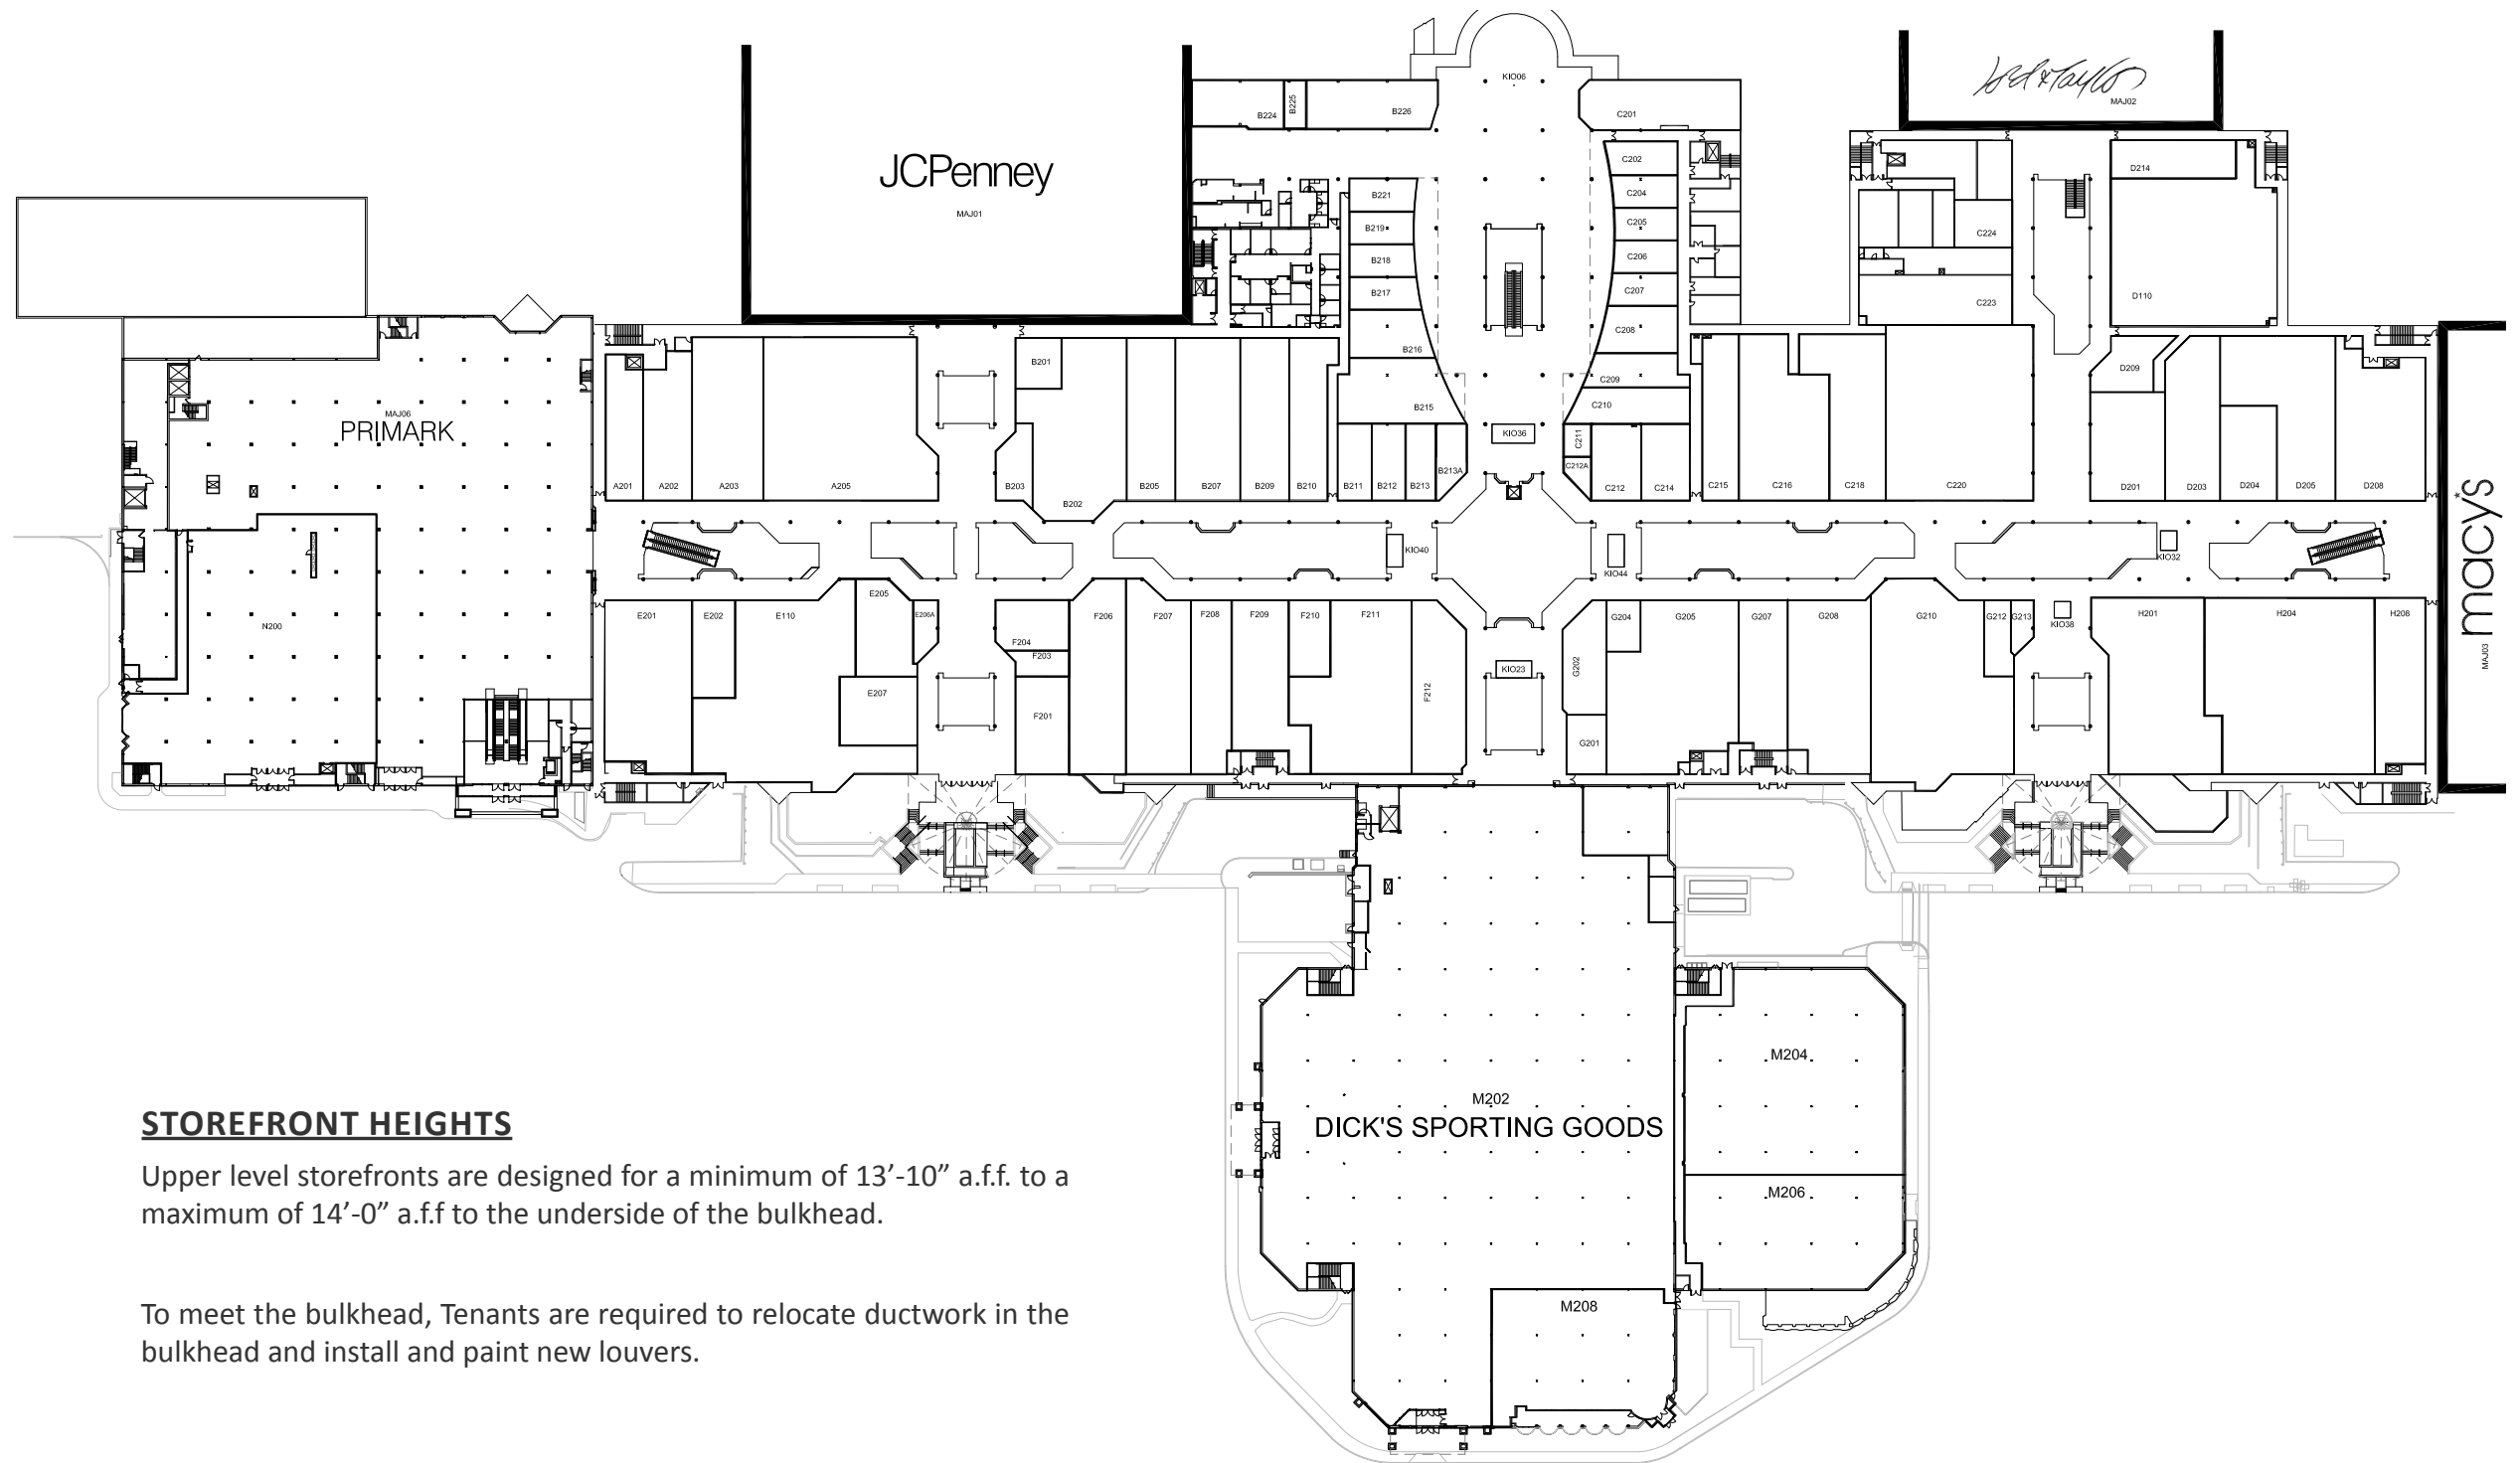 KIO06
Lord & Taylor
MAJ02
B224
B225
B226
C201
JCPenney
MAJ01
C202
C204
C205
C206
C207
C208
C209
C210
B221
B219
B218
B217
B216
B215
D214
C224
C223
D110
D209
B201
MAJ06
PRIMARK
KIO36
C211
C212A
B213A
A201
A202
A203
A205
B203
B202
B205
B207
B209
B210
B211
B212
B213
C212
C214
C215
C216
C218
C220
D201
D203
D204
D205
D208
macy's
MAJ03
KIO40
KIO44
KIO32
N200
E201
E202
E110
E205
E206A
E207
F204
F203
F201
F206
F207
F208
F209
F210
F211
F212
KIO23
G202
G201
G204
G205
G207
G208
G210
G212
G213
KIO38
H201
H204
H208
M202
DICK'S SPORTING GOODS
M204
M206
M208
STOREFRONT HEIGHTS
Upper level storefronts are designed for a minimum of 13’-10” a.f.f. to a
maximum of 14’-0” a.f.f to the underside of the bulkhead.
To meet the bulkhead, Tenants are required to relocate ductwork in the
bulkhead and install and paint new louvers.